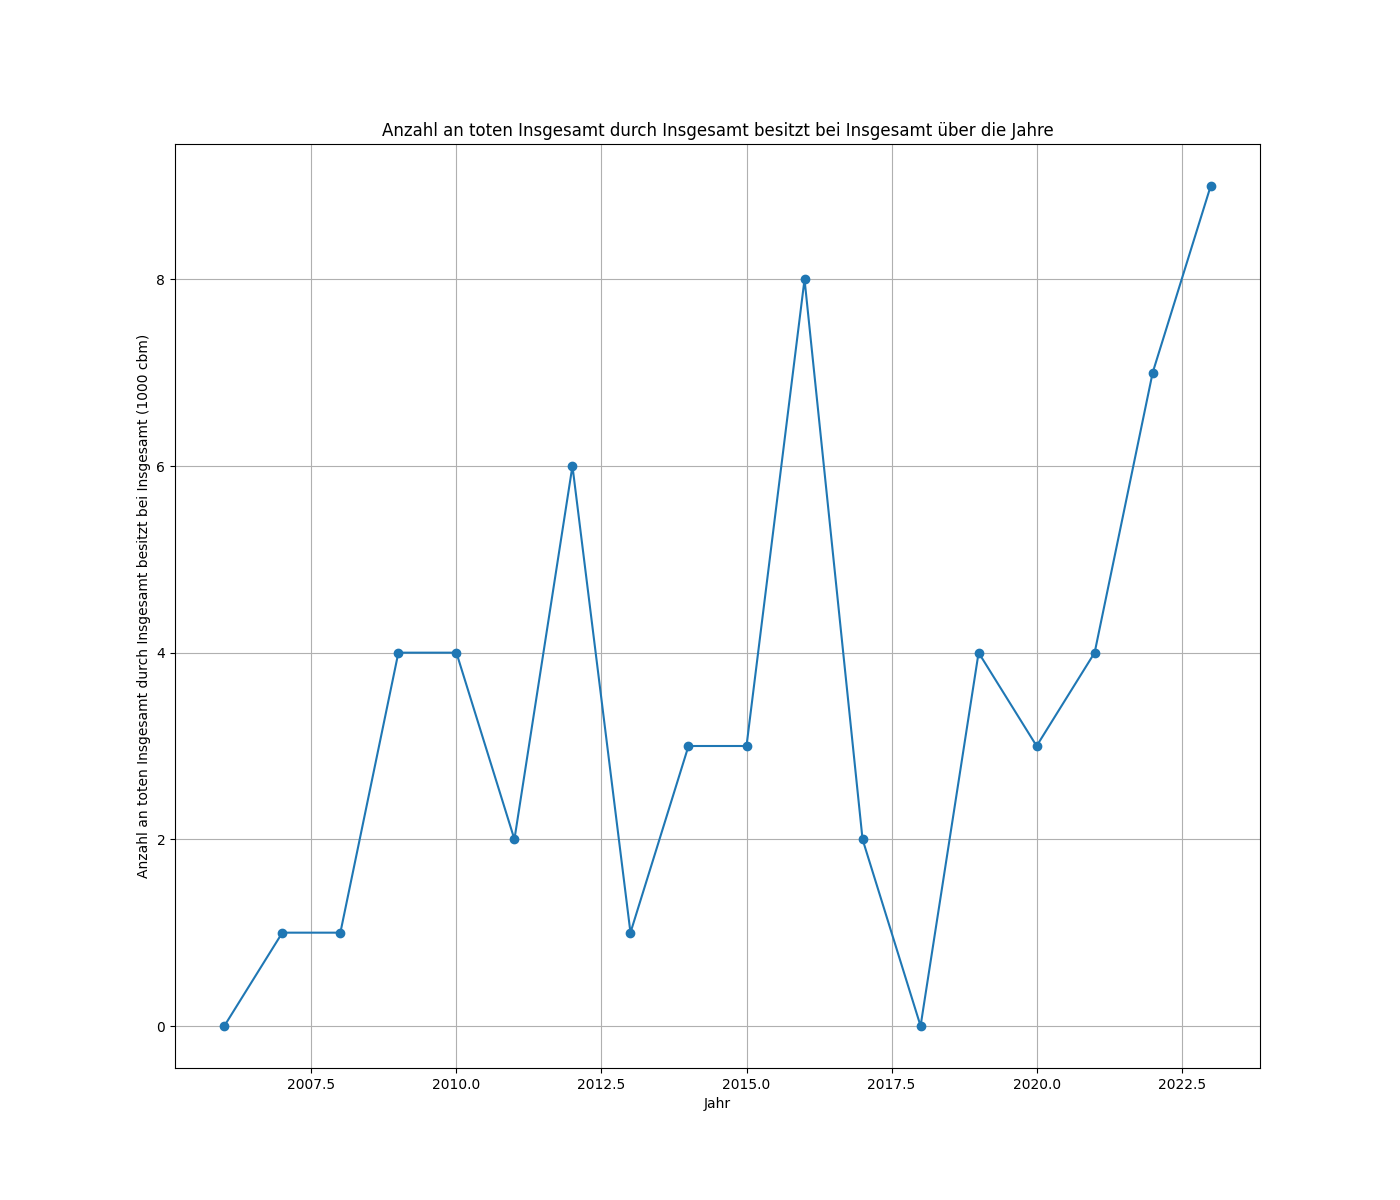 Anzahl an toten Insgesamt durch Insgesamt besitzt bei Insgesamt über die Jahre
Anzahl an toten Insgesamt durch Insgesamt besitzt bei Insgesamt (1000 cbm)
8
6
4
2
0
2007.5 2010.0 2012.5 2015.0 2017.5 2020.0 2022.5
Jahr